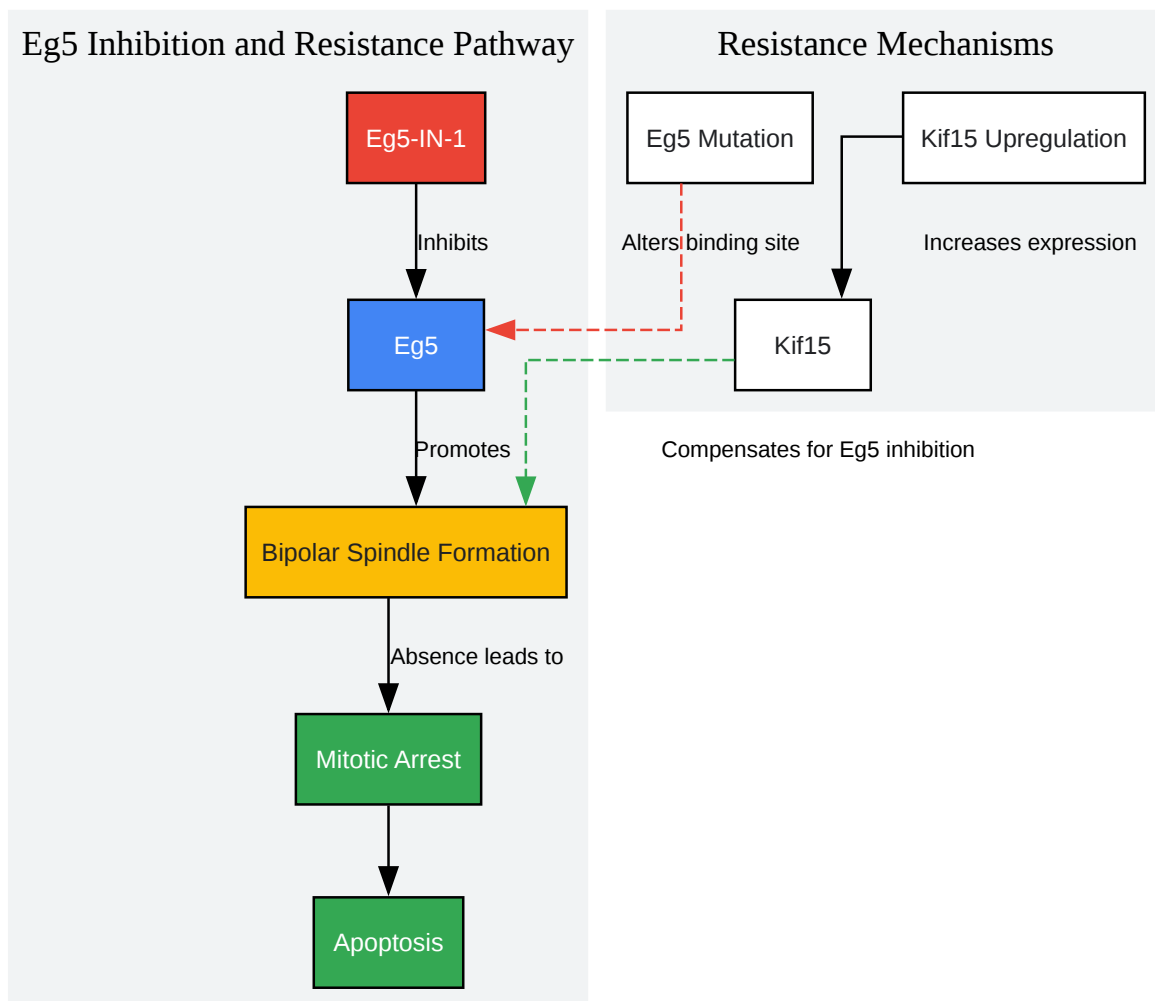 Eg5 Inhibition and Resistance Pathway
Resistance Mechanisms
Eg5-IN-1
Eg5 Mutation
Kif15 Upregulation
Inhibits
Alters binding site
Increases expression
Eg5
Kif15
Promotes
Compensates for Eg5 inhibition
Bipolar Spindle Formation
Absence leads to
Mitotic Arrest
Apoptosis